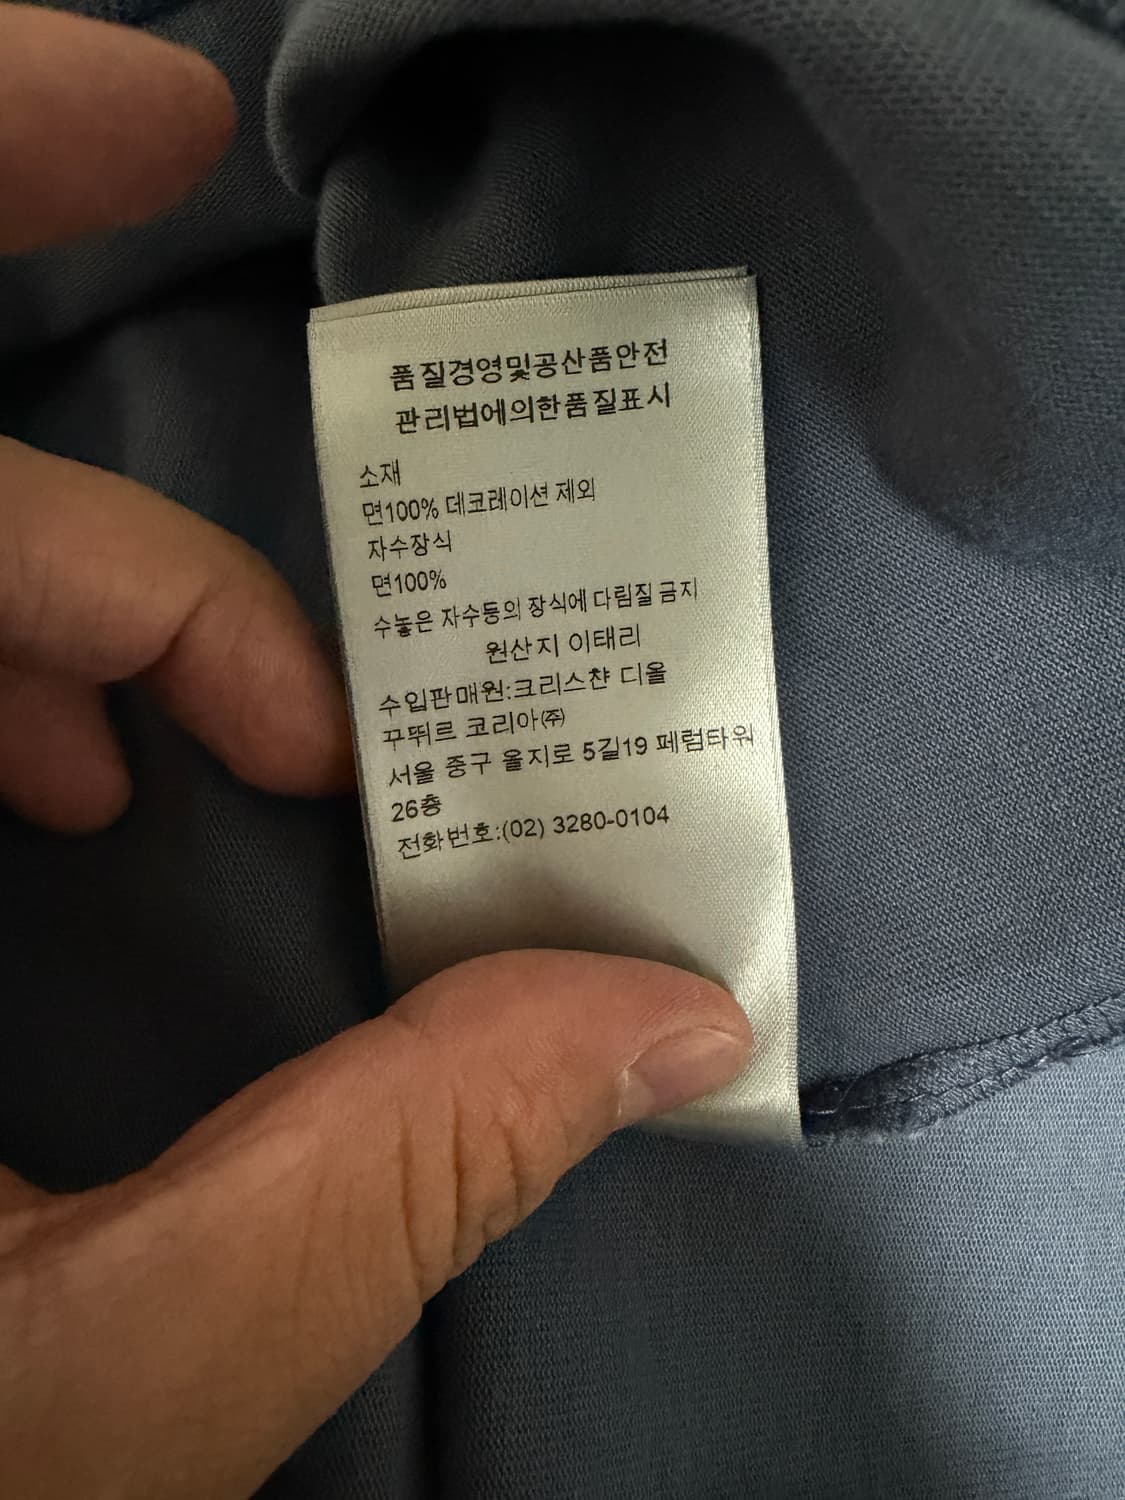 품질경영및공산품안전
관리법에의한품질표시
소재
면100% 데코레이션 제외
자수장식
면100%
수놓은 자수등의 장식에 다림질 금지
원산지 이태리
수입판매원:크리스챤 디올
꾸뛰르 코리아㈜
서울 중구 을지로 5길19 페럼타워
26층
전화번호:(02) 3280-0104